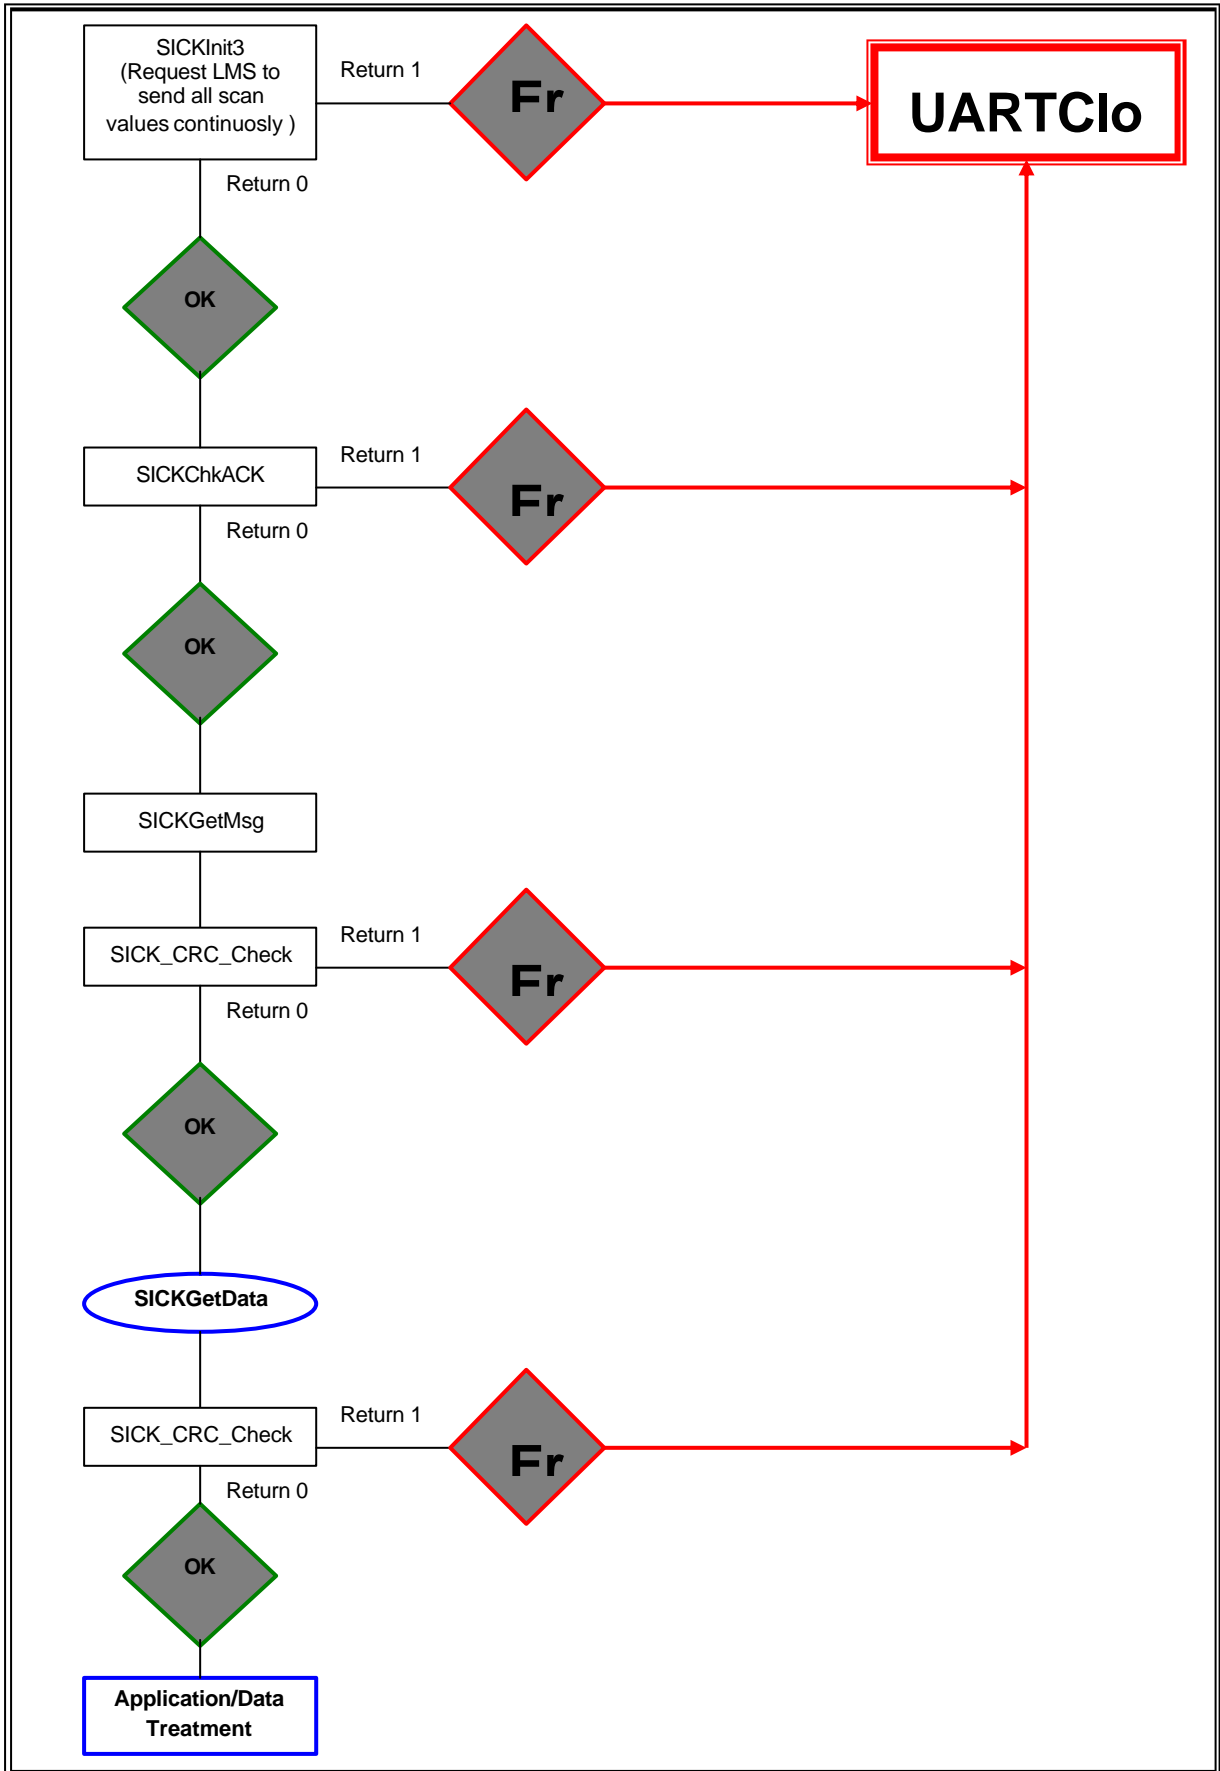 SICKInit3
(Request LMS to
send all scan
values continuosly )
Return 1
Fr
UARTClo
Return 0
OK
SICKChkACK
Return 1
Fr
Return 0
OK
SICKGetMsg
SICK_CRC_Check
Return 1
Fr
Return 0
OK
SICKGetData
SICK_CRC_Check
Return 1
Fr
Return 0
OK
Application/Data
Treatment